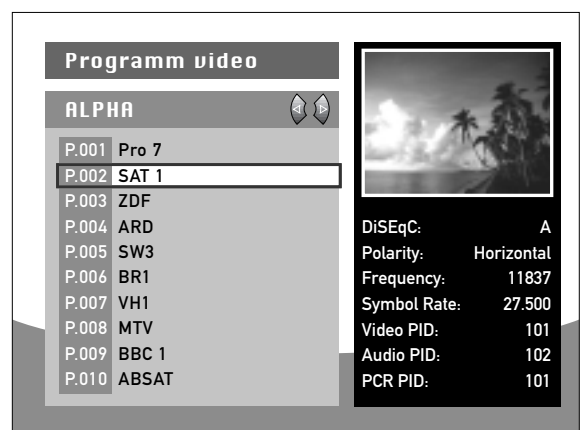 Programm video
ALPHA
P.001 Pro 7
P.002 SAT 1
P.003 ZDF
P.004 ARD
P.005 SW3
P.006 BR1
P.007 VH1
P.008 MTV
P.009 BBC 1
P.010 ABSAT
DiSEqC: A
Polarity: Horizontal
Frequency: 11837
Symbol Rate: 27.500
Video PID: 101
Audio PID: 102
PCR PID: 101